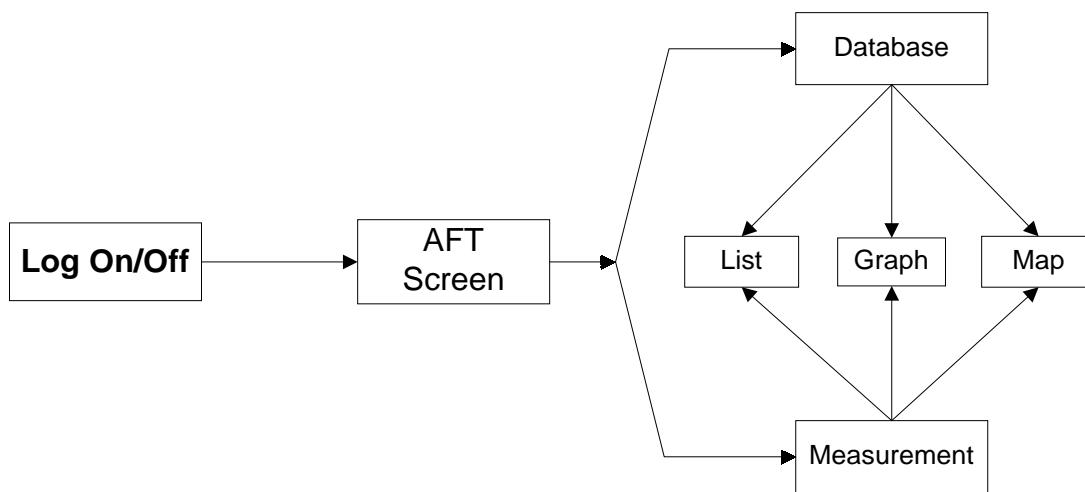 Database
Log On/Off
AFT
Screen
List
Graph
Map
Measurement